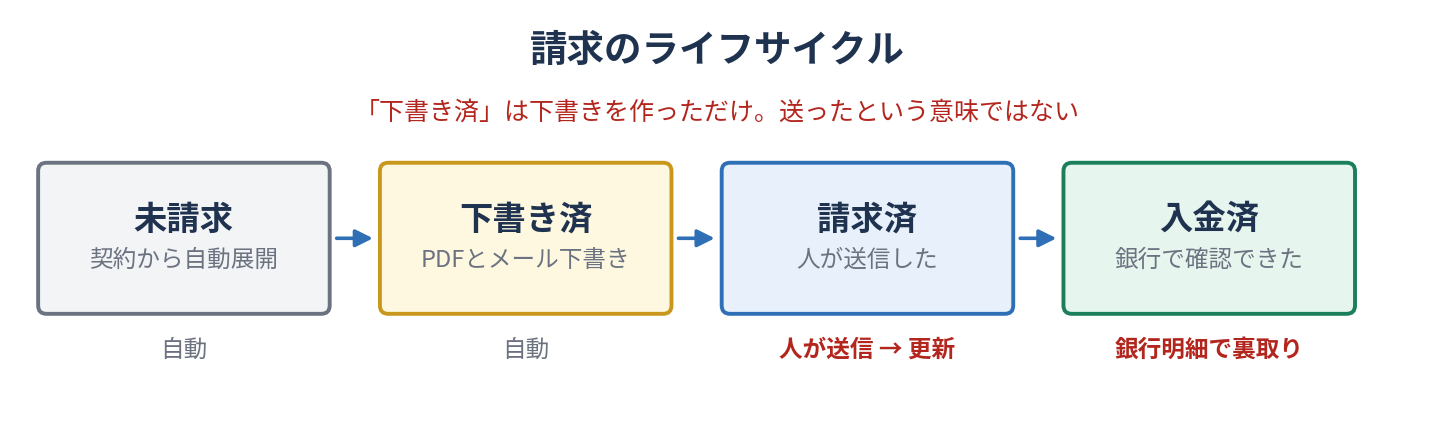 請求のライフサイクル
「下書き済」は下書きを作っただけ。送ったという意味ではない
未請求
契約から自動展開
下書き済
PDFとメール下書き
請求済
人が送信した
入金済
銀行で確認できた
自動
自動
人が送信 → 更新
銀行明細で裏取り